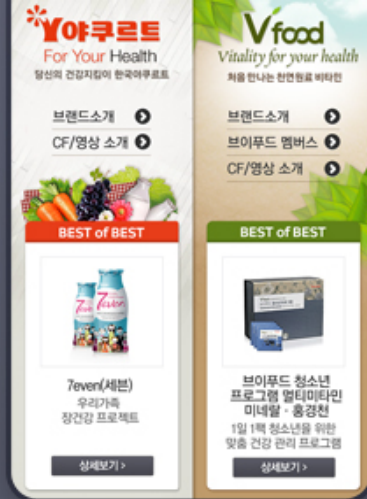 야쿠르트
For Your Health
당신의 건강지킴이 한국야쿠르트
브랜드소개
CF/영상 소개
BEST of BEST
7even
7even(세븐)
우리가족
장건강 프로젝트
상세보기 >
Vfood
Vitality for your health
처음 만나는 천연원료 비타민
브랜드소개
브이푸드 멤버스
CF/영상 소개
BEST of BEST
브이푸드 청소년
프로그램 멀티미타민
미네랄 · 홍경천
1일 1팩 청소년을 위한
맞춤 건강 관리 프로그램
상세보기 >